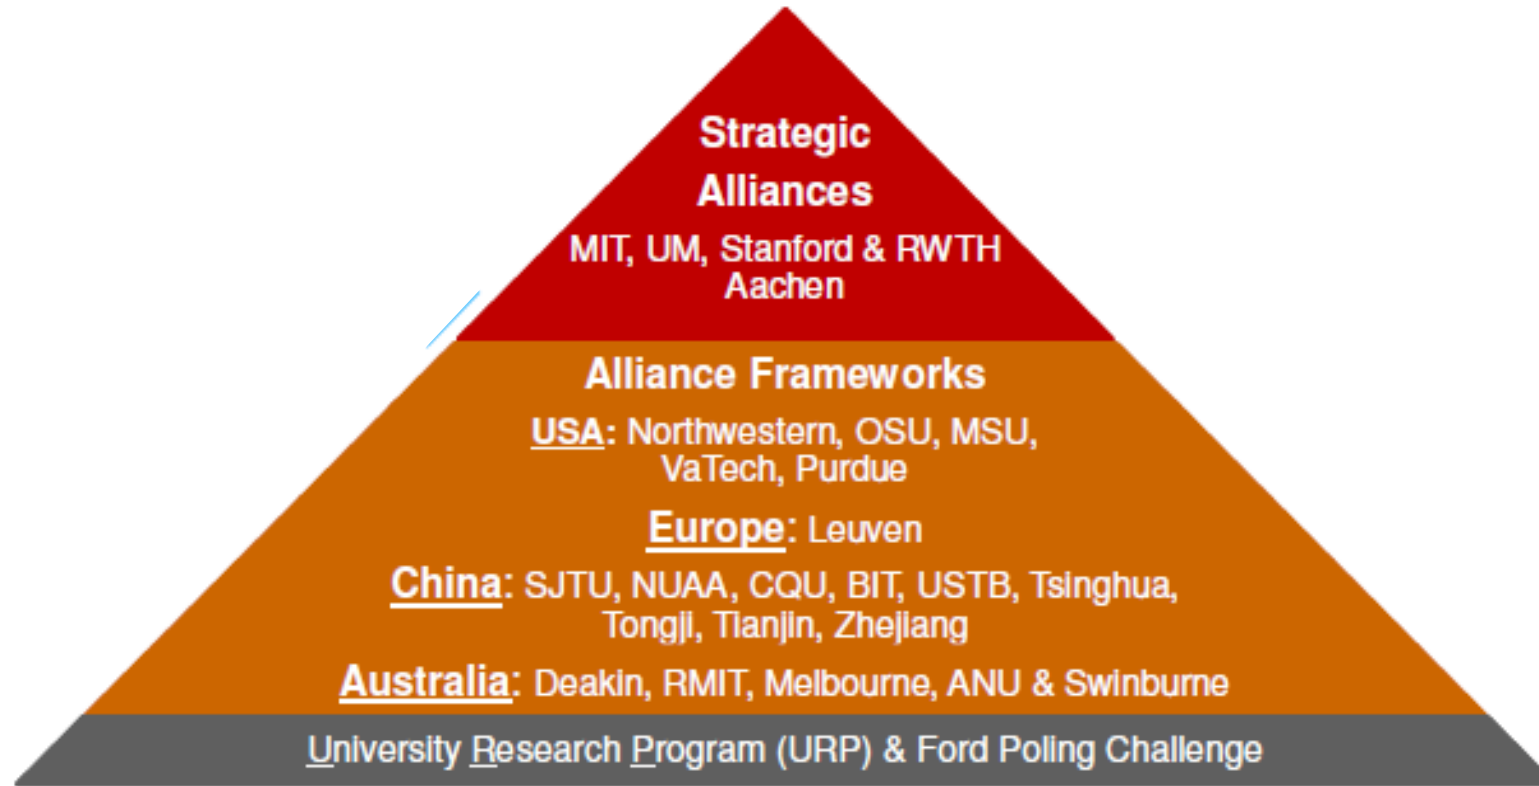 Strategic
Alliances
MIT, UM, Stanford & RWTH
Aachen
Alliance Frameworks
USA: Northwestern, OSU, MSU,
VaTech, Purdue
Europe: Leuven
China: SJTU, NUAA, CQU, BIT, USTB, Tsinghua,
Tongji, Tianjin, Zhejiang
Australia: Deakin, RMIT, Melbourne, ANU & Swinburne
University Research Program (URP) & Ford Poling Challenge